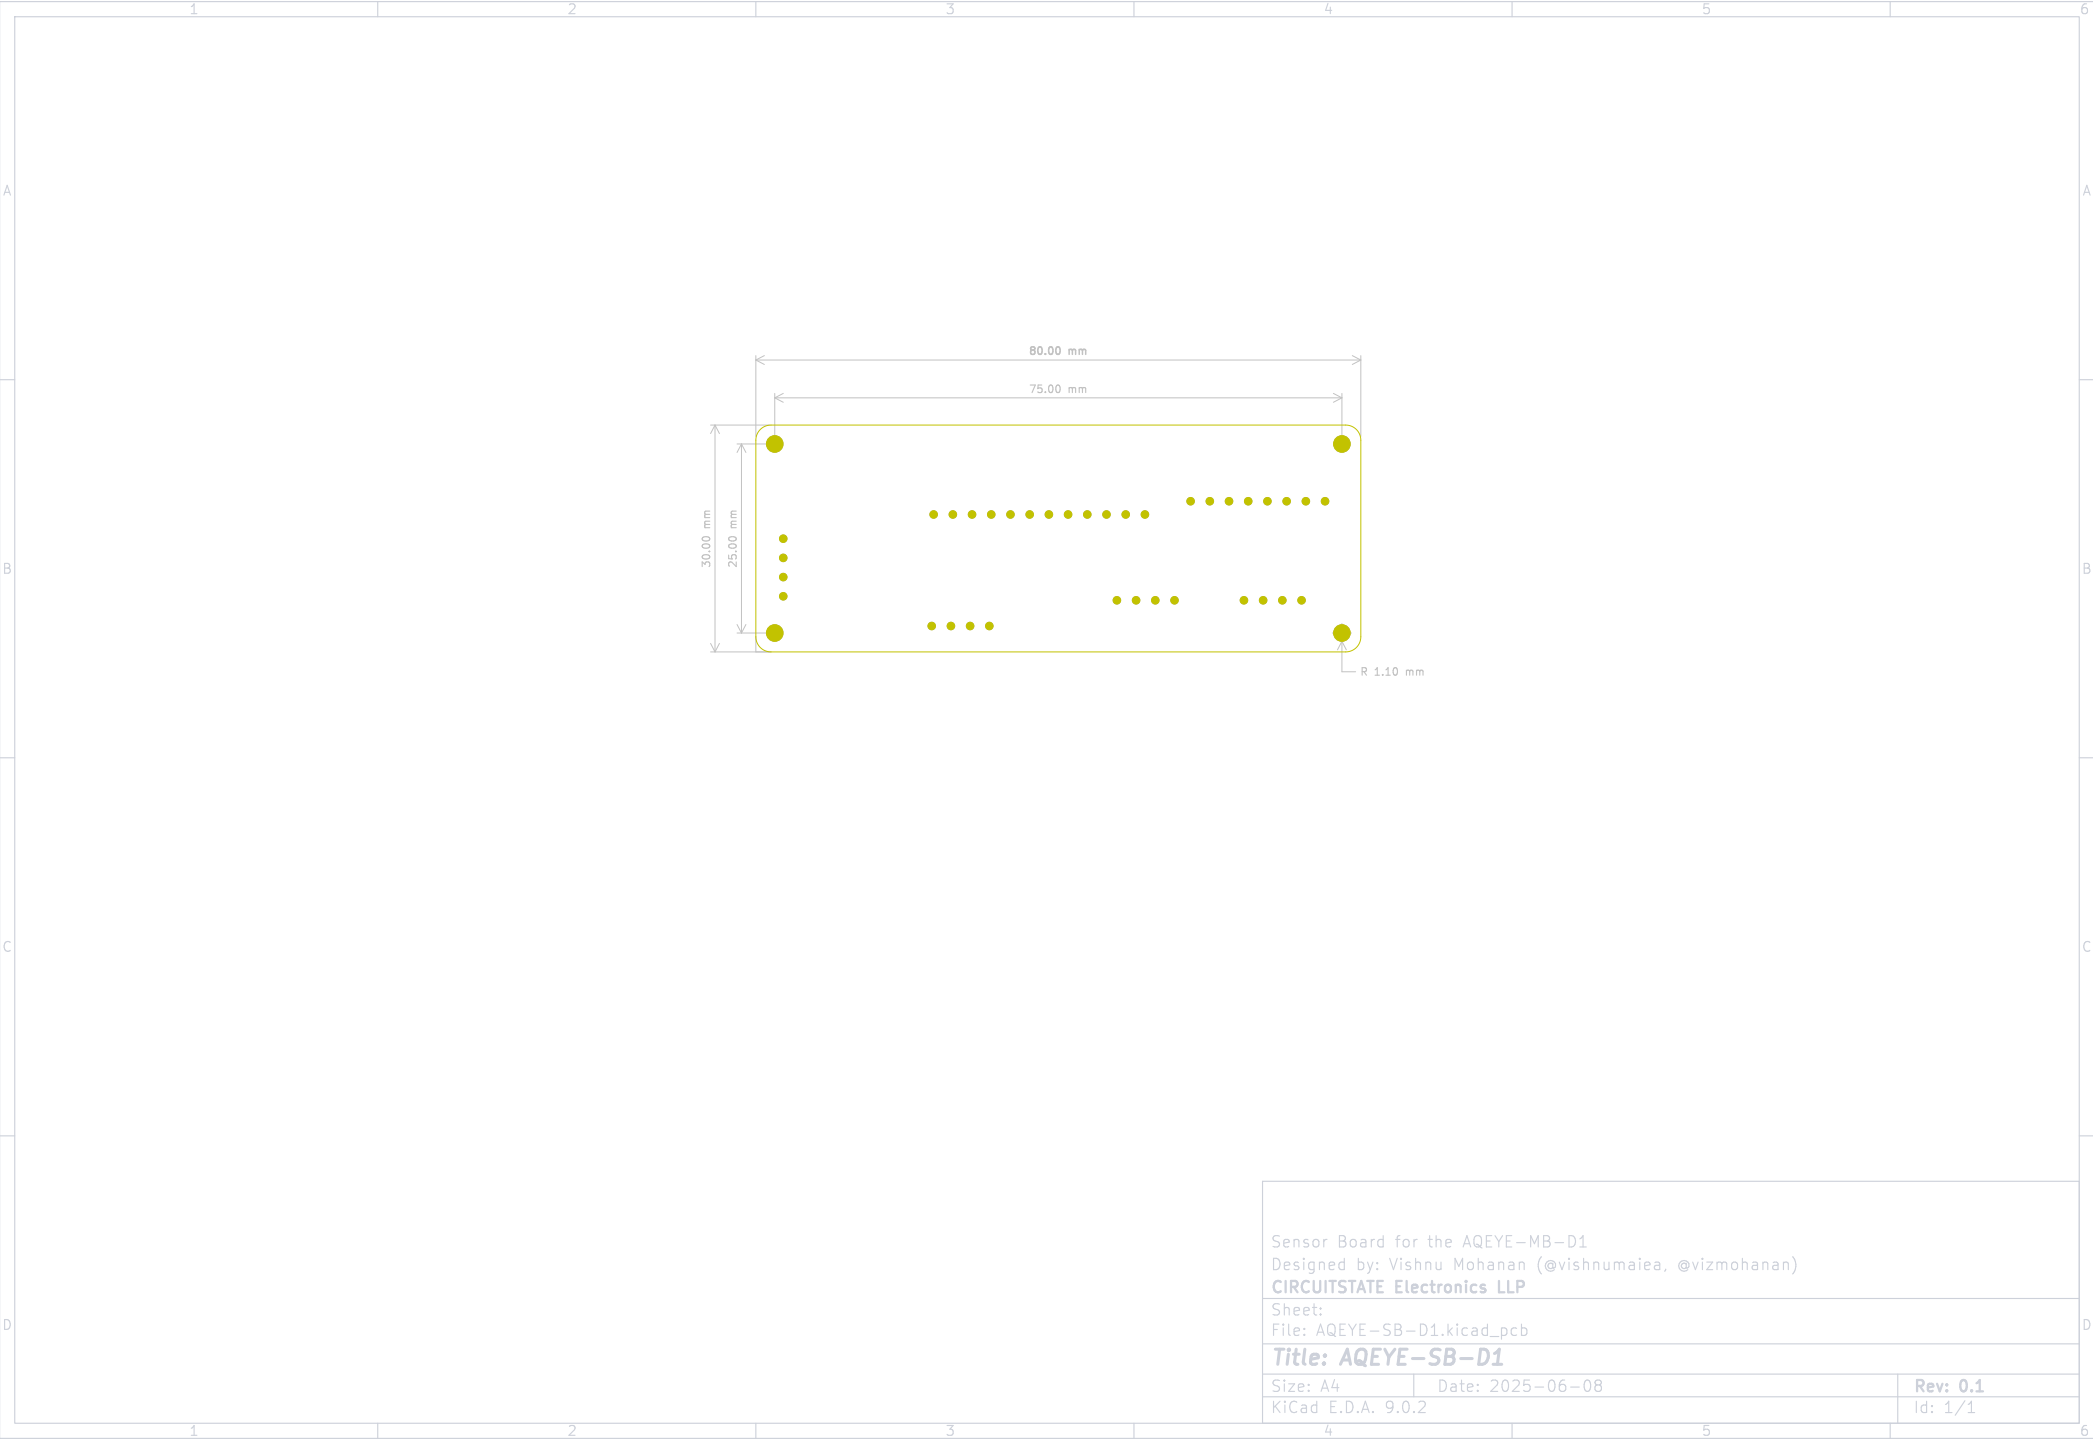 1 2 3 4 5 6
A A
80.00 mm
75.00 mm
30.00 mm
25.00 mm
B B
R 1.10 mm
C C
Sensor Board for the AQEYE-MB-D1
Designed by: Vishnu Mohanan (@vishnumaiea, @vizmohanan)
CIRCUITSTATE Electronics LLP
Sheet:
D D
File: AQEYE-SB-D1.kicad_pcb
Title: AQEYE-SB-D1
Size: A4 Date: 2025-06-08 Rev: 0.1
KiCad E.D.A. 9.0.2 Id: 1/1
1 2 3 4 5 6